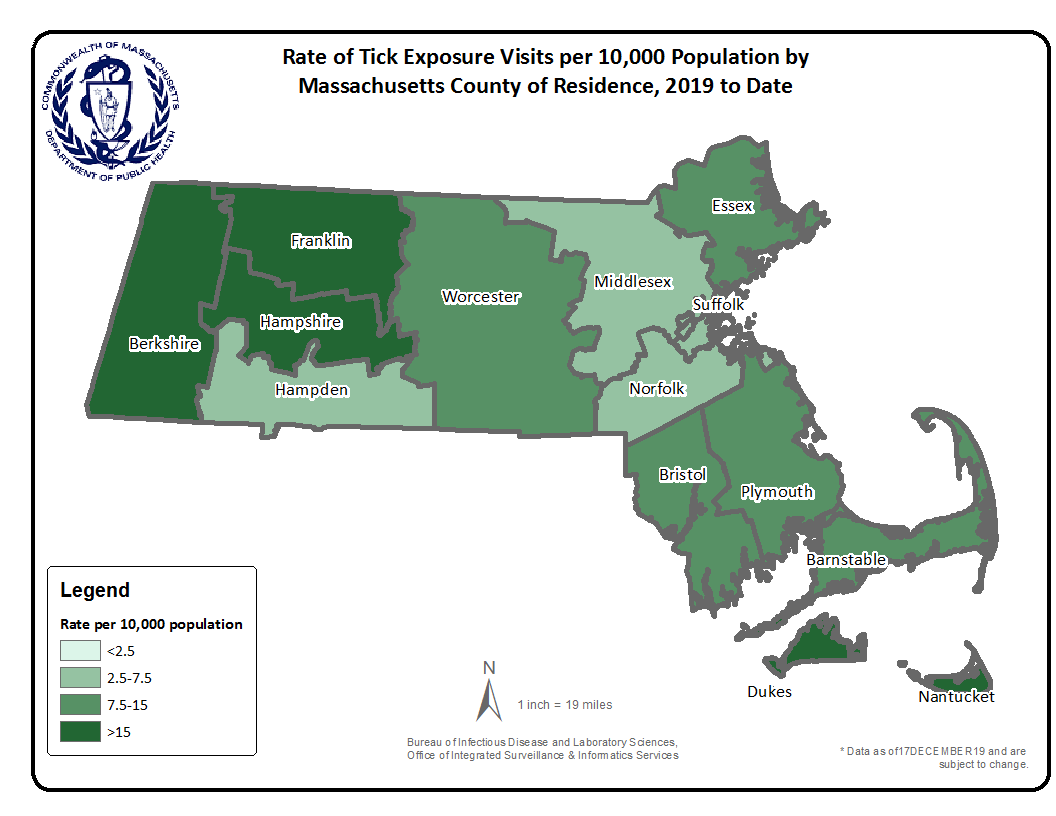 COMMONWEALTH OF MASSACHUSETTS
DEPARTMENT OF PUBLIC HEALTH
Rate of Tick Exposure Visits per 10,000 Population by
Massachusetts County of Residence, 2019 to Date
Essex
Franklin
Middlesex
Worcester
Suffolk
Hampshire
Berkshire
Hampden
Norfolk
Bristol
Plymouth
Barnstable
Dukes
Nantucket
Legend
Rate per 10,000 population
<2.5
2.5-7.5
7.5-15
>15
N
1 inch = 19 miles
Bureau of Infectious Disease and Laboratory Sciences,
Office of Integrated Surveillance & Informatics Services
* Data as of17DECEMBER19 and are
subject to change.